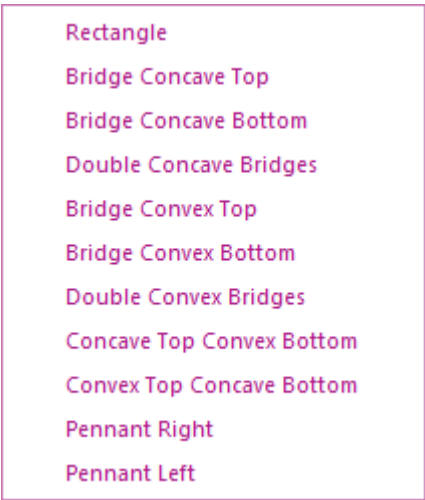 Rectangle
Bridge Concave Top
Bridge Concave Bottom
Double Concave Bridges
Bridge Convex Top
Bridge Convex Bottom
Double Convex Bridges
Concave Top Convex Bottom
Convex Top Concave Bottom
Pennant Right
Pennant Left